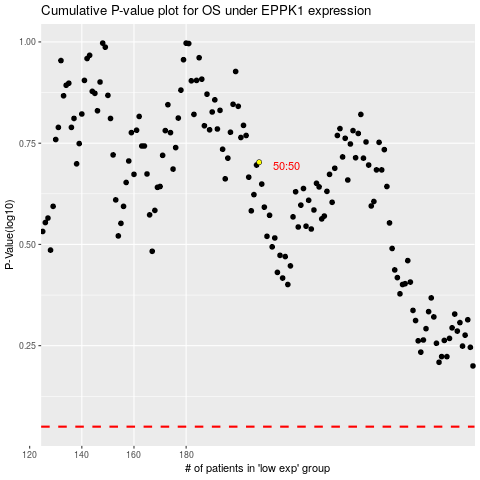 Cumulative P-value plot for OS under EPPK1 expression
P-Value(log10)
1.00
0.75
0.50
0.25
50:50
120 140 160 180
# of patients in 'low exp' group